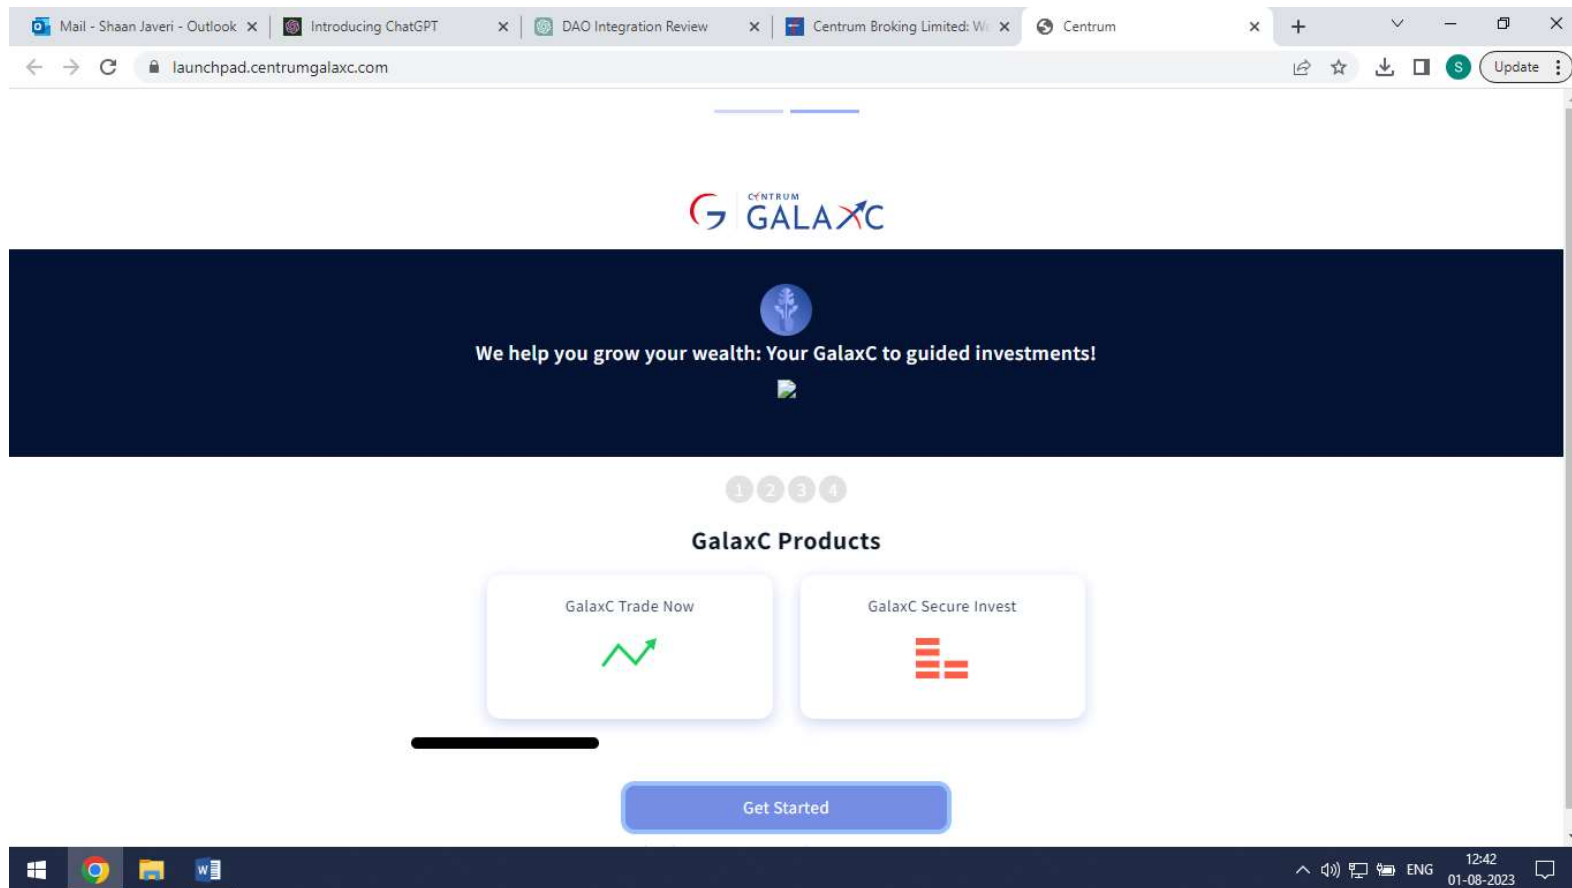 Mail - Shaan Javeri - Outlook
Introducing ChatGPT
DAO Integration Review
Centrum Broking Limited: W
Centrum
launchpad.centrumgalaxc.com
S
Update
CENTRUM
GALAXC
We help you grow your wealth: Your GalaxC to guided investments!
1 2 3 4
GalaxC Products
GalaxC Trade Now
GalaxC Secure Invest
Get Started
ENG
12:42
01-08-2023